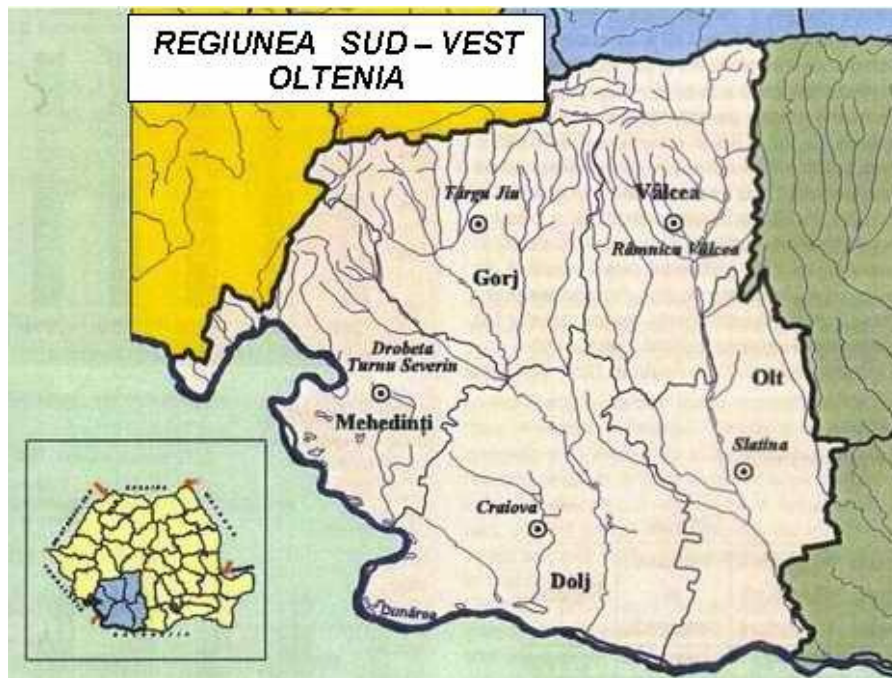 REGIUNEA SUD – VEST
OLTENIA
Târgu Jiu
Vâlcea
Râmnicu Vâlcea
Gorj
Drobeta
Turnu Severin
Olt
Mehedinți
Slatina
Craiova
Dolj
Dunărea